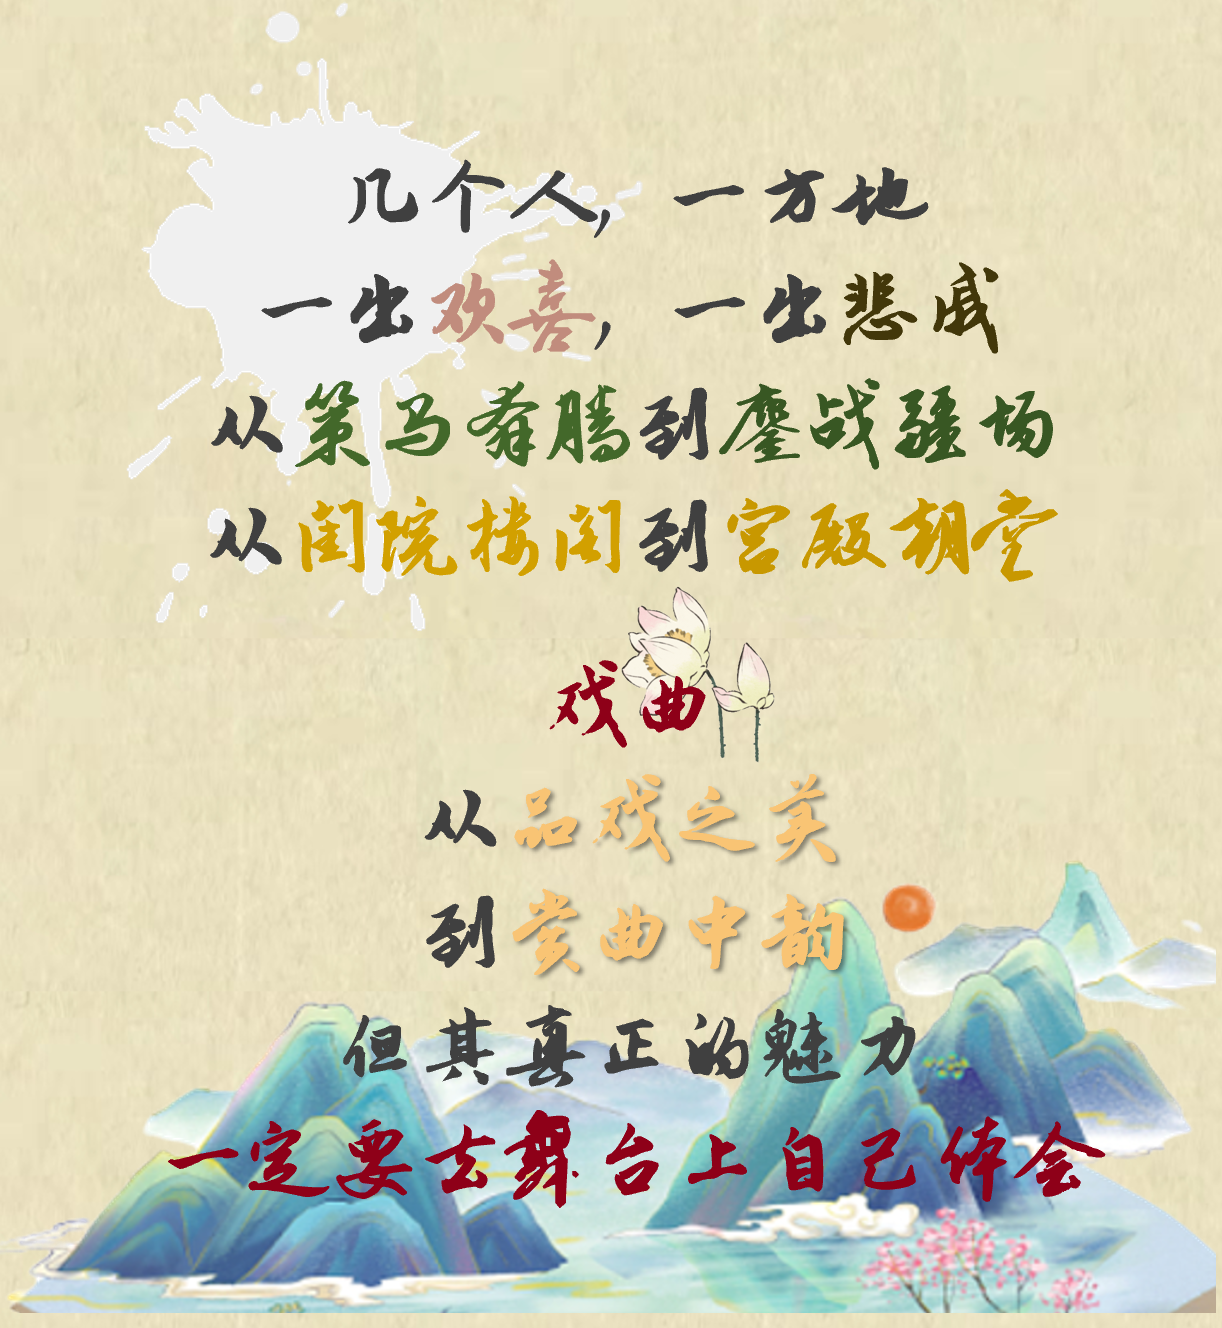 几个人，一方地
一出欢喜，一出悲戚
从策马奔腾到鏖战疆场
从闺院楼阁到宫殿朝堂
戏曲
从品戏之美
到赏曲中韵
但其真正的魅力
一定要去舞台上自己体会